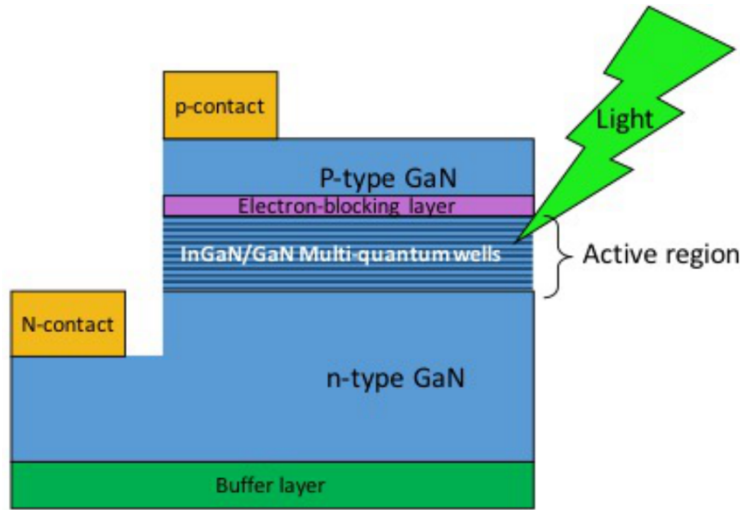 p-contact
Light
P-type GaN
Electron-blocking layer
InGaN/GaN Multi-quantum wells
Active region
N-contact
n-type GaN
Buffer layer